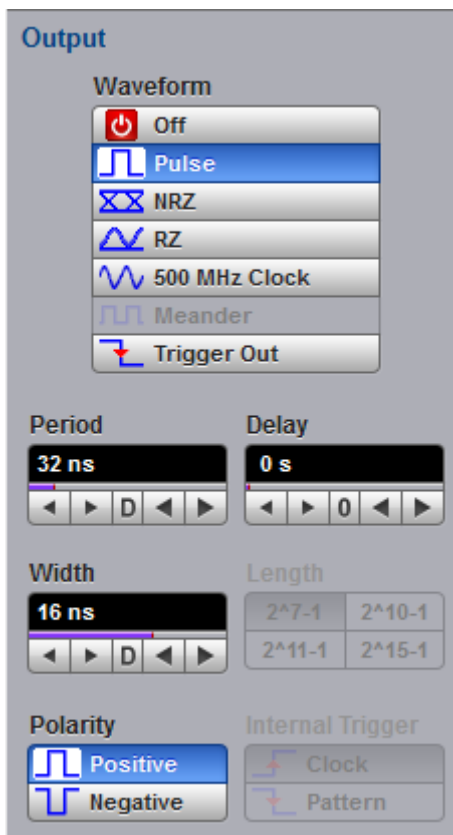 Output
Waveform
Off
Pulse
NRZ
RZ
500 MHz Clock
Meander
Trigger Out
Period
Delay
32 ns
0 s
D
0
Width
Length
16 ns
2^7-1
2^10-1
D
2^11-1
2^15-1
Polarity
Internal Trigger
Positive
Clock
Negative
Pattern